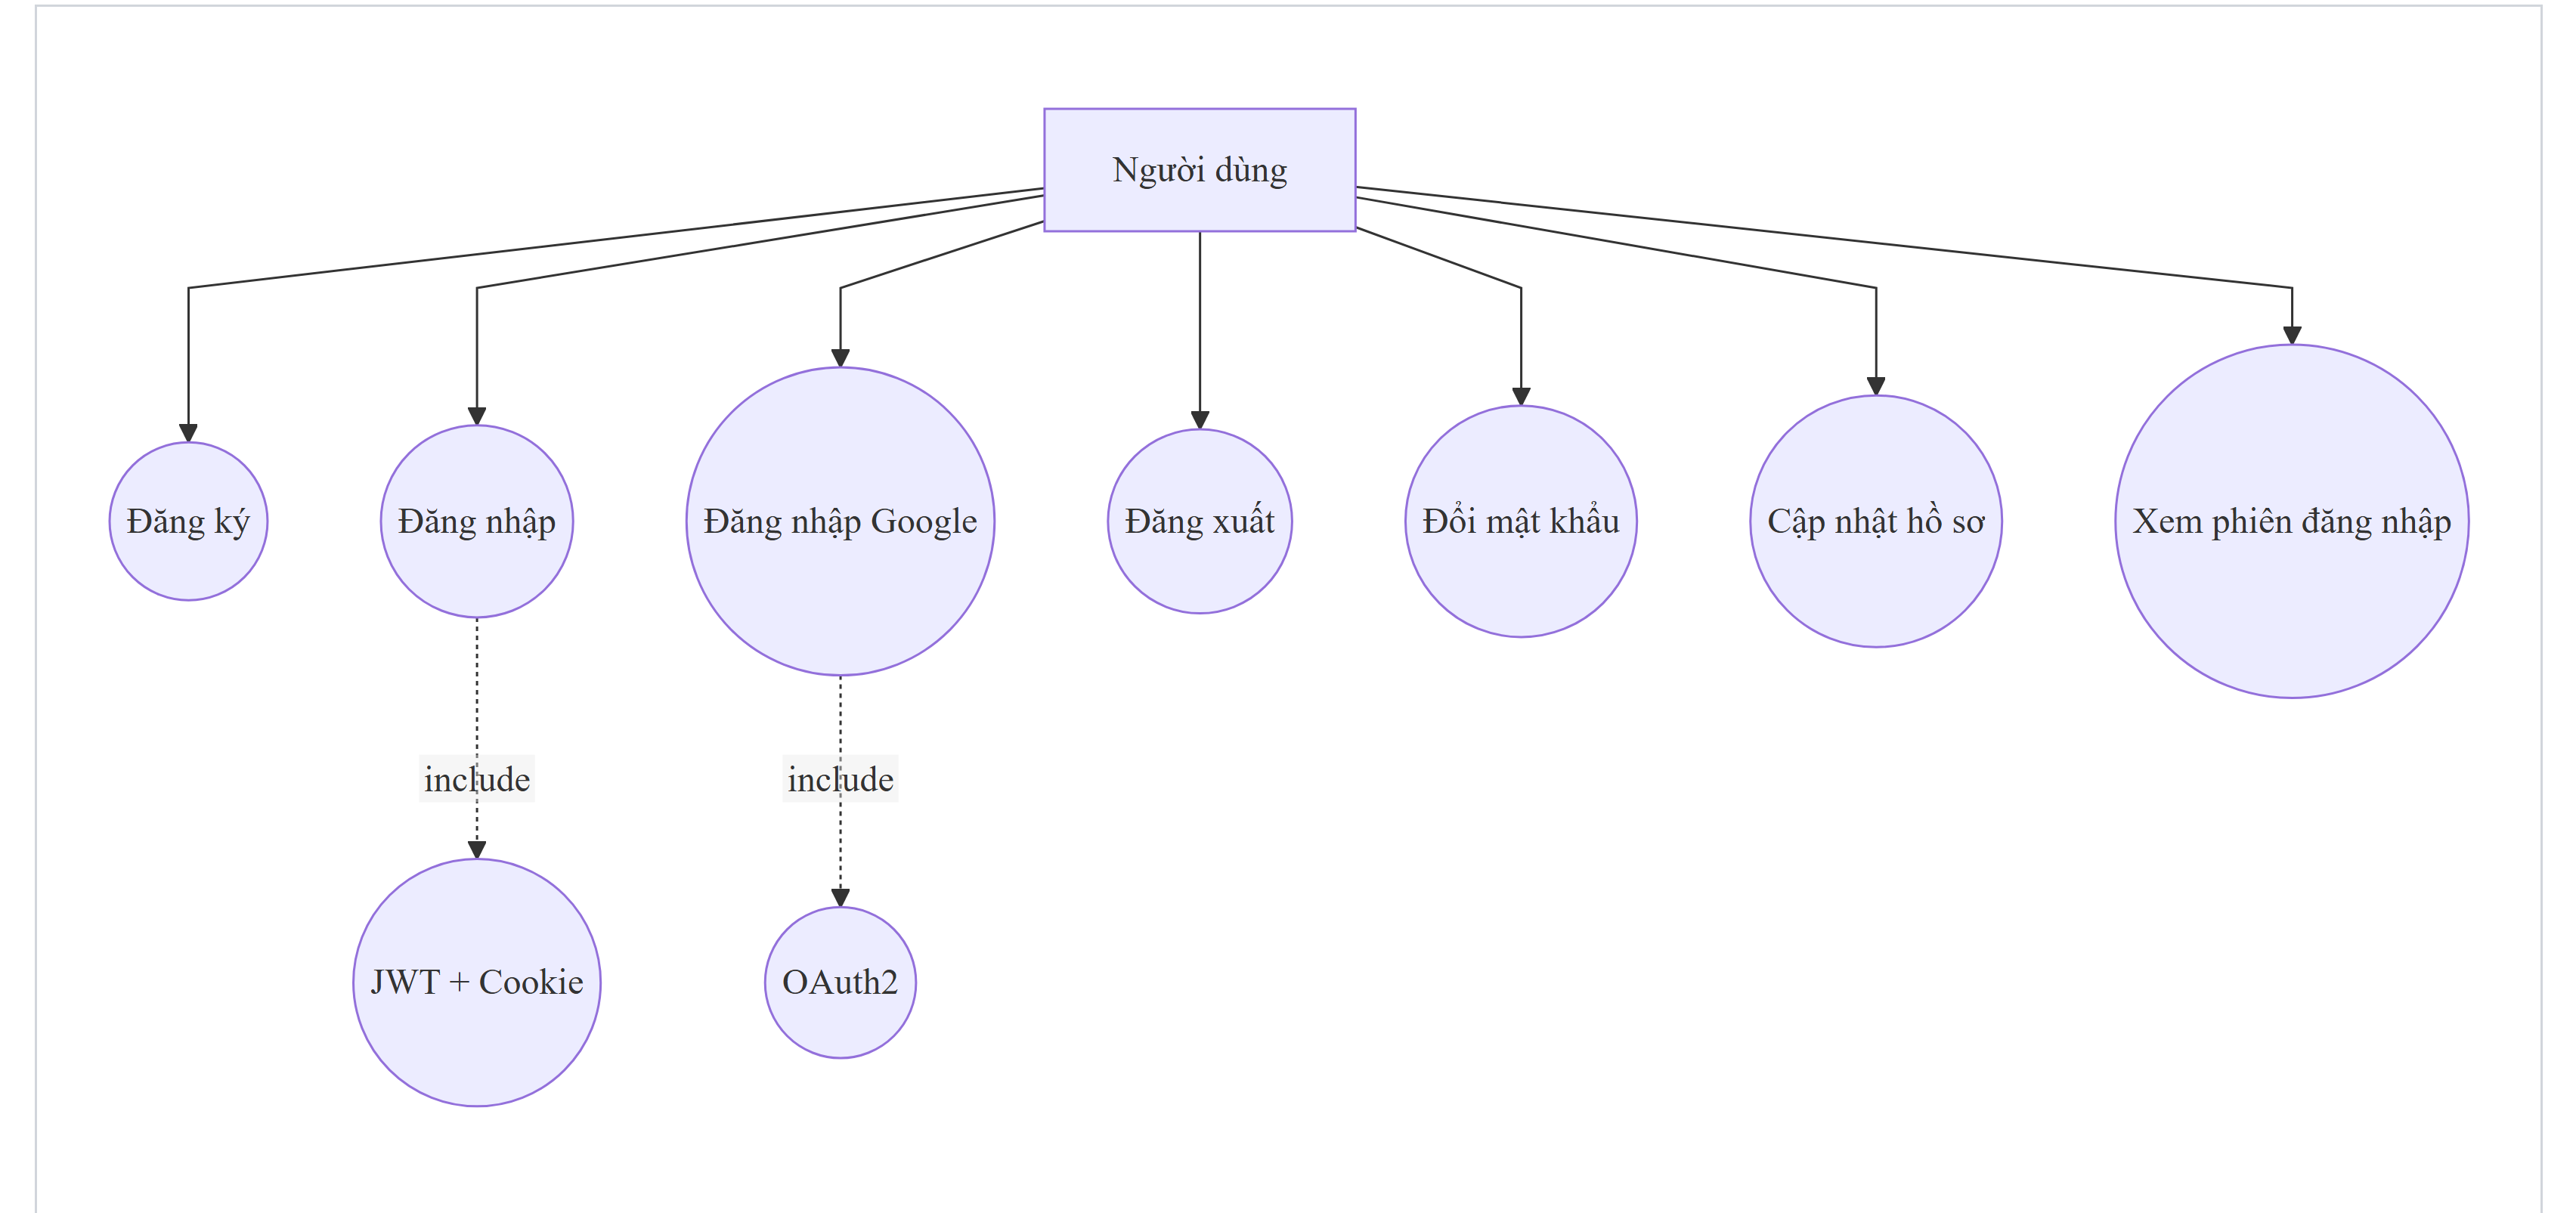 Người dùng
Đăng ký
Đăng nhập
Đăng nhập Google
Đăng xuất
Đổi mật khẩu
Cập nhật hồ sơ
Xem phiên đăng nhập
include
include
JWT + Cookie
OAuth2